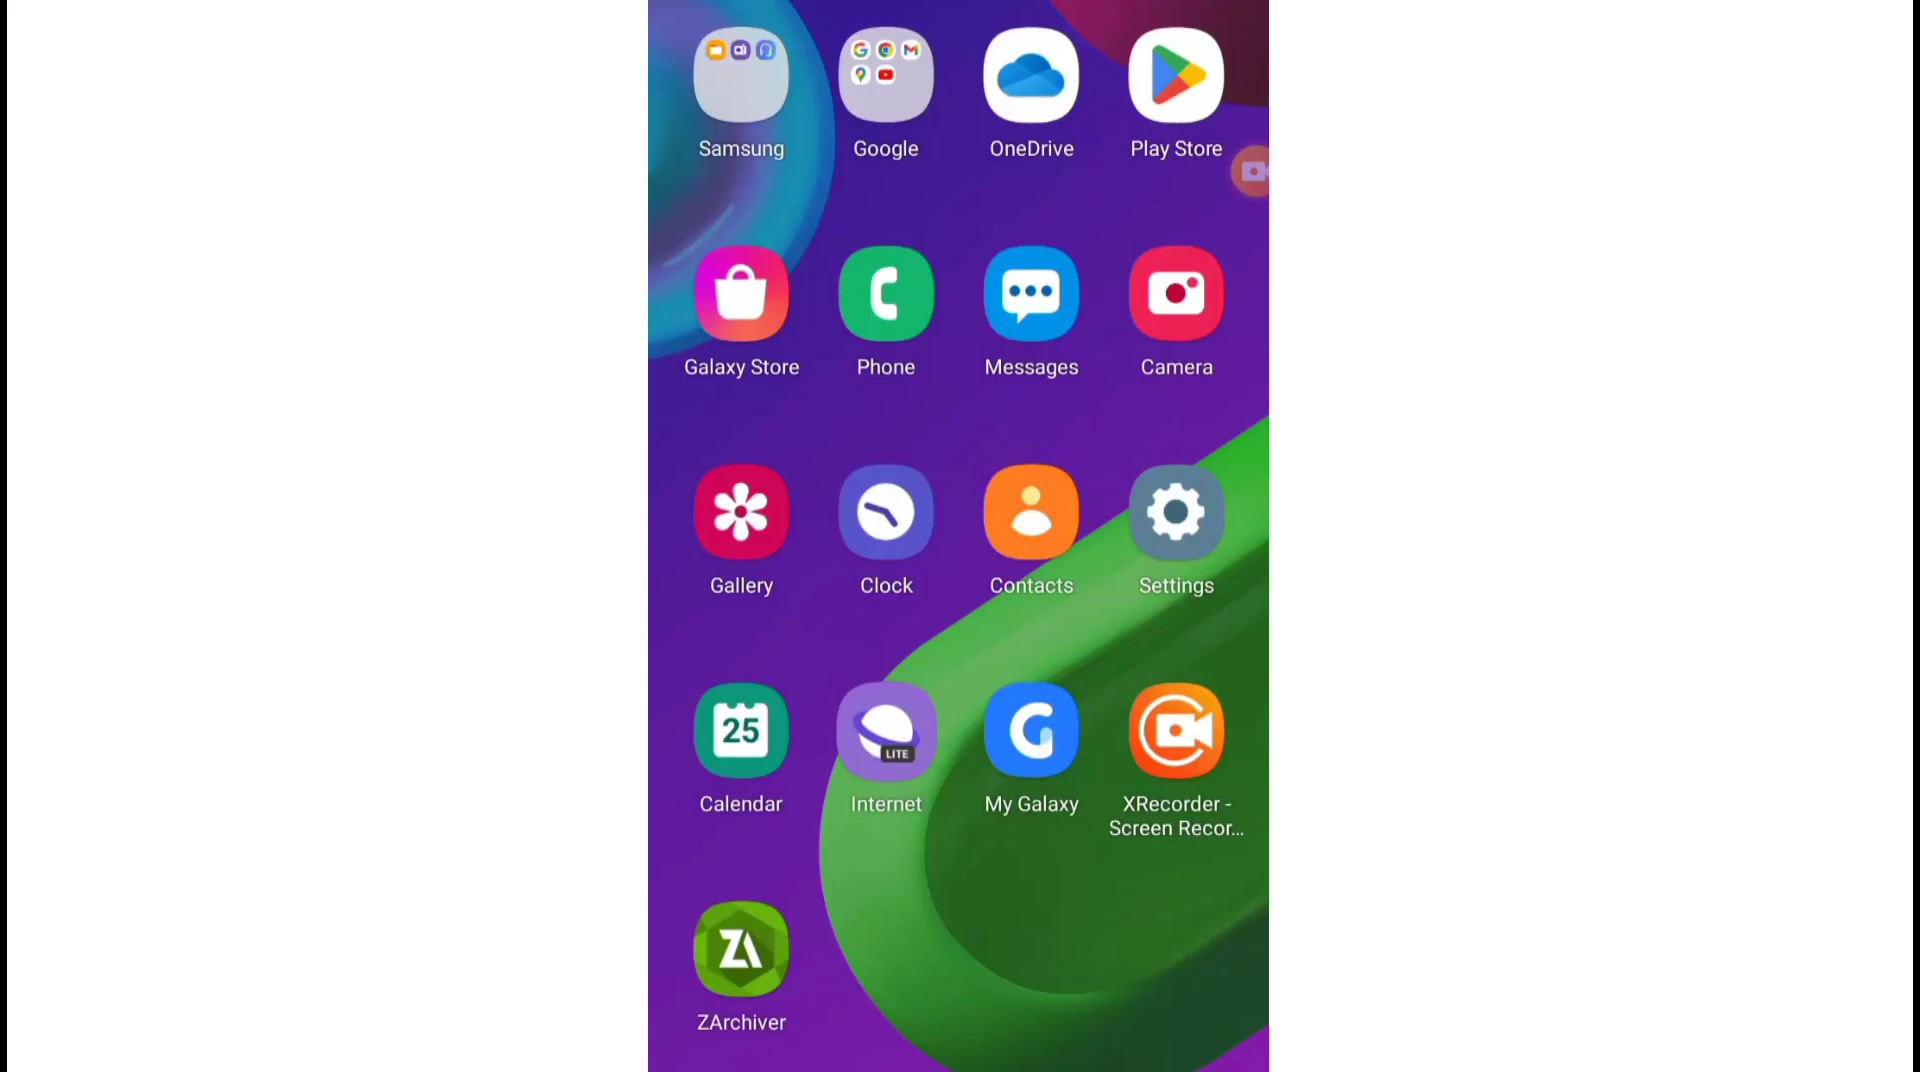 Samsung
Google
OneDrive
Play Store
Galaxy Store
Phone
Messages
Camera
Gallery
Clock
Contacts
Settings
25
LITE
Calendar
Internet
My Galaxy
XRecorder -
Screen Recor...
ZA
ZArchiver